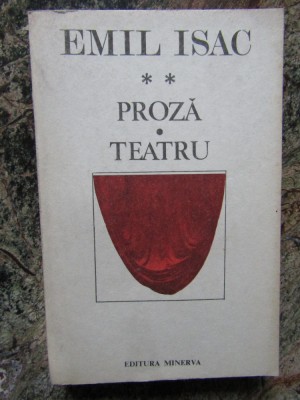 EMIL ISAC
* *
PROZĂ
•
TEATRU
EDITURA MINERVA